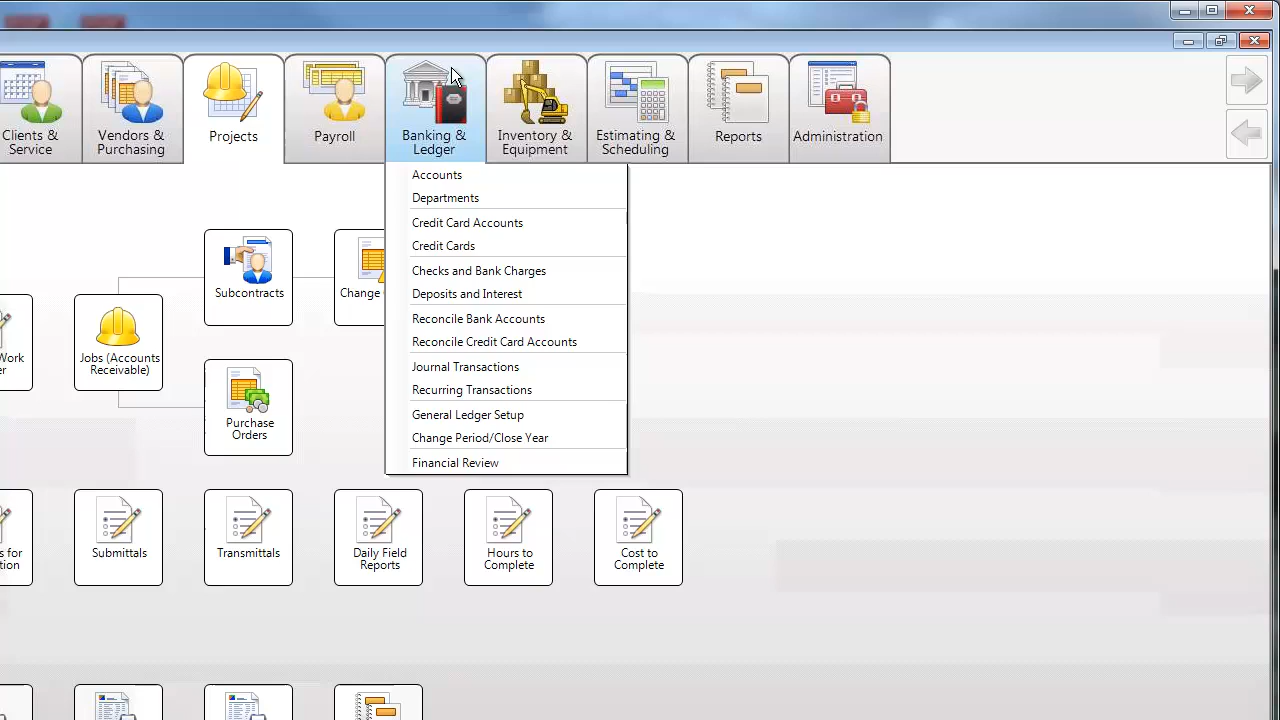 Clients &
Service
Vendors &
Purchasing
Projects
Payroll
Banking &
Ledger
Inventory &
Equipment
Estimating &
Scheduling
Reports
Administration
Accounts
Departments
Credit Card Accounts
Credit Cards
Checks and Bank Charges
Deposits and Interest
Reconcile Bank Accounts
Reconcile Credit Card Accounts
Journal Transactions
Recurring Transactions
General Ledger Setup
Change Period/Close Year
Financial Review
Subcontracts
Change
Work
Jobs (Accounts
Receivable)
Purchase
Orders
s for
Submittals
Transmittals
Daily Field
Reports
Hours to
Complete
Cost to
Complete